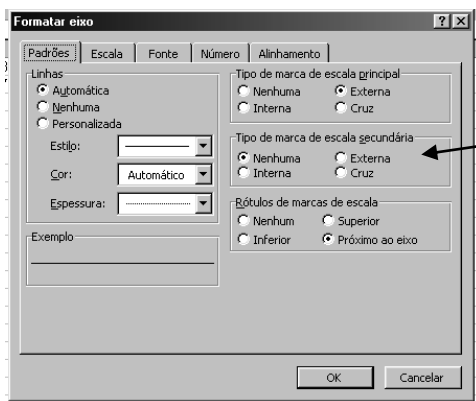 Formatar eixo
Padrões Escala Fonte Número Alinhamento
Linhas
Automática
Nenhuma
Personalizada
Estilo:
Cor: Automático
Espessura:
Exemplo
Tipo de marca de escala principal
Nenhuma Externa
Interna Cruz
Tipo de marca de escala secundária
Nenhuma Externa
Interna Cruz
Rótulos de marcas de escala
Nenhum Superior
Inferior Próximo ao eixo
OK Cancelar